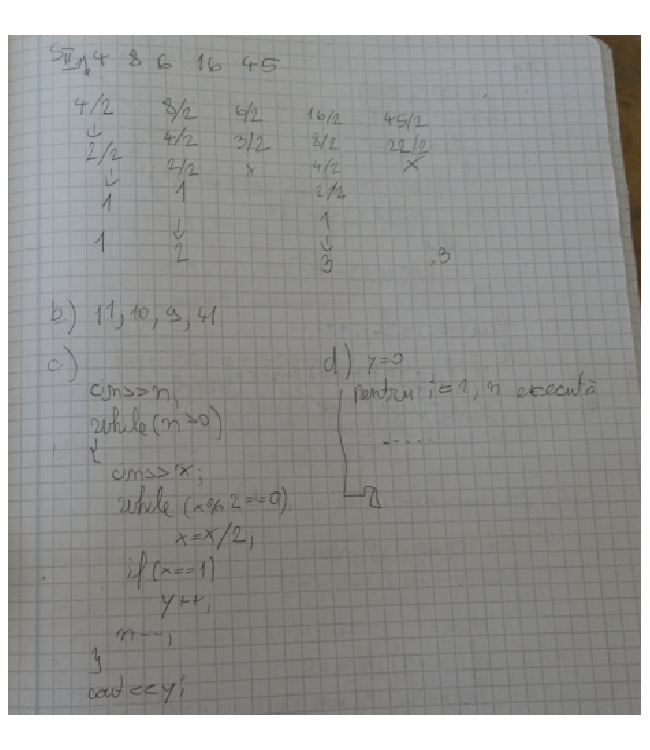 SII 1, 4 8 6 16 45
4/2 8/2 6/2 16/2 45/2
↓ 4/2 3/2 8/2 22/2
2/2 2/2 x 4/2 x
↓ 1 2/2
1 ↓ 1
1 2 ↓
3 , 3
b) 11, 10, 9, 41
c)
cin>>n;
while(n>0)
{
cin>>x;
while (x%2==0)
x=x/2;
if(x==1)
y++;
n--;
}
cout<<y;
d) y=0
pentru i=1, n execută
.....